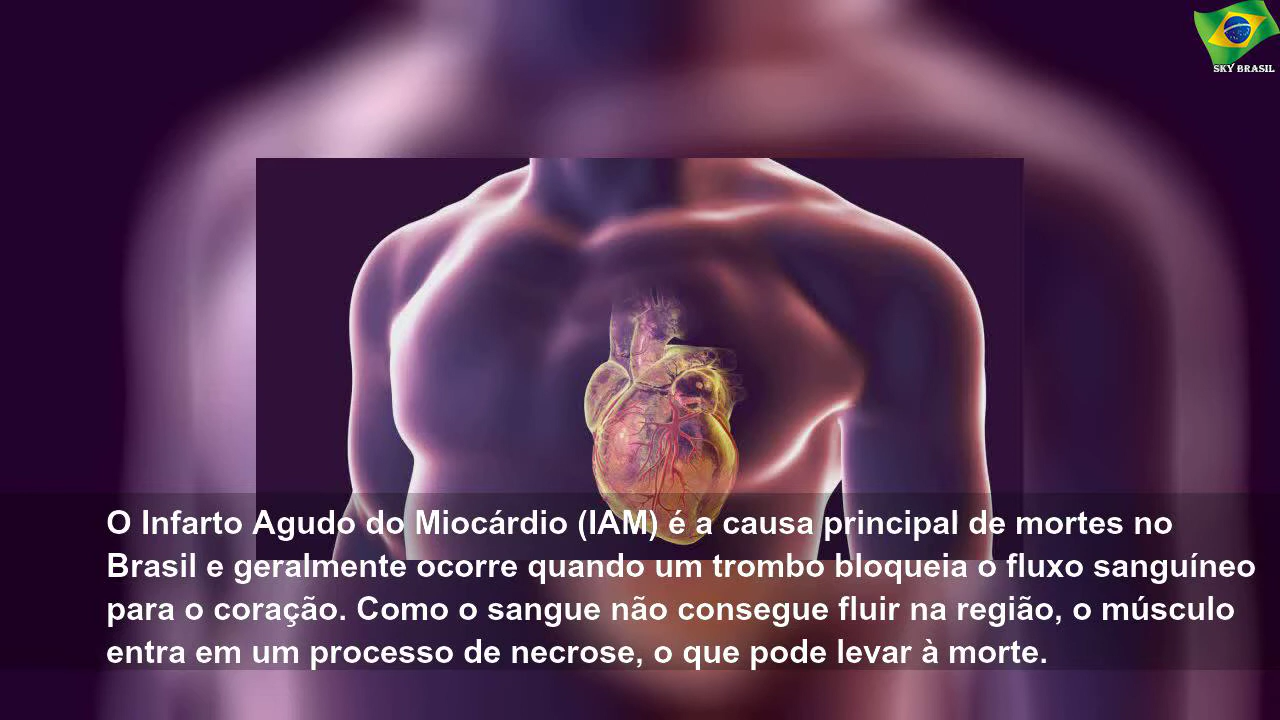 SKY BRASIL
O Infarto Agudo do Miocárdio (IAM) é a causa principal de mortes no
Brasil e geralmente ocorre quando um trombo bloqueia o fluxo sanguíneo
para o coração. Como o sangue não consegue fluir na região, o músculo
entra em um processo de necrose, o que pode levar à morte.